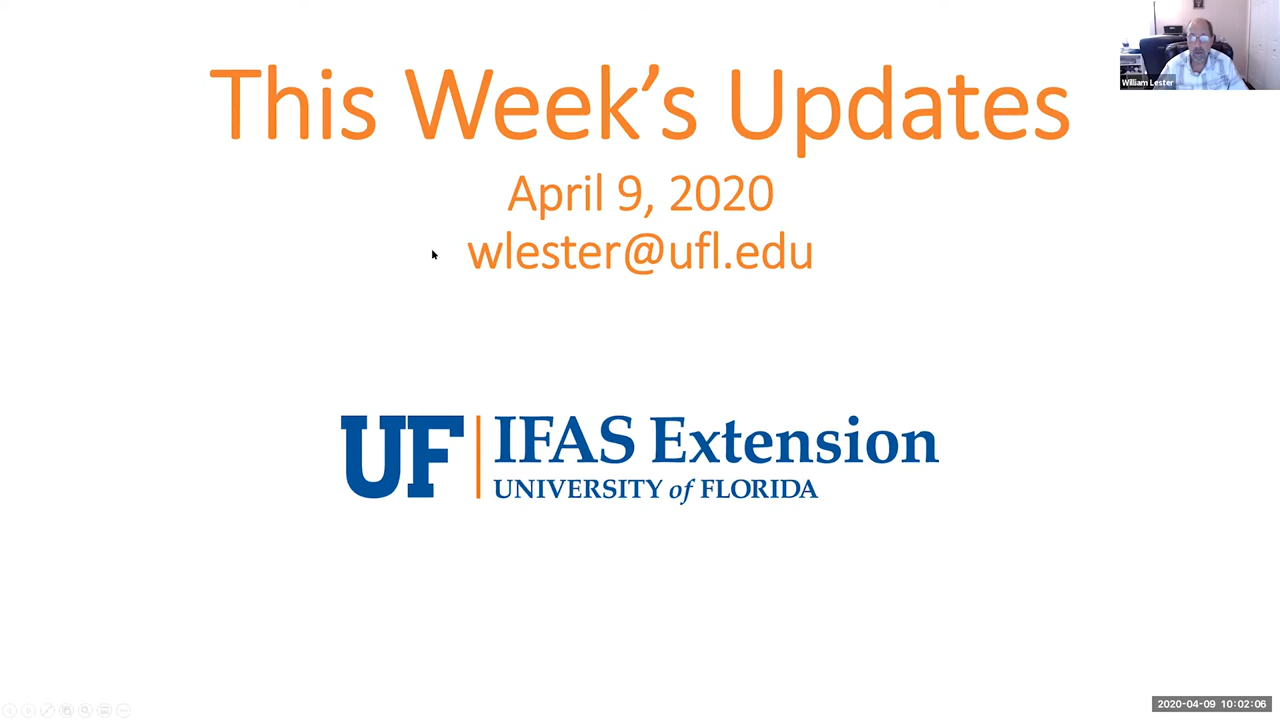 This Week's Updates
April 9, 2020
wlester@ufl.edu
William Lester
UF | IFAS Extension
UNIVERSITY of FLORIDA
2020-04-09 10:02:06